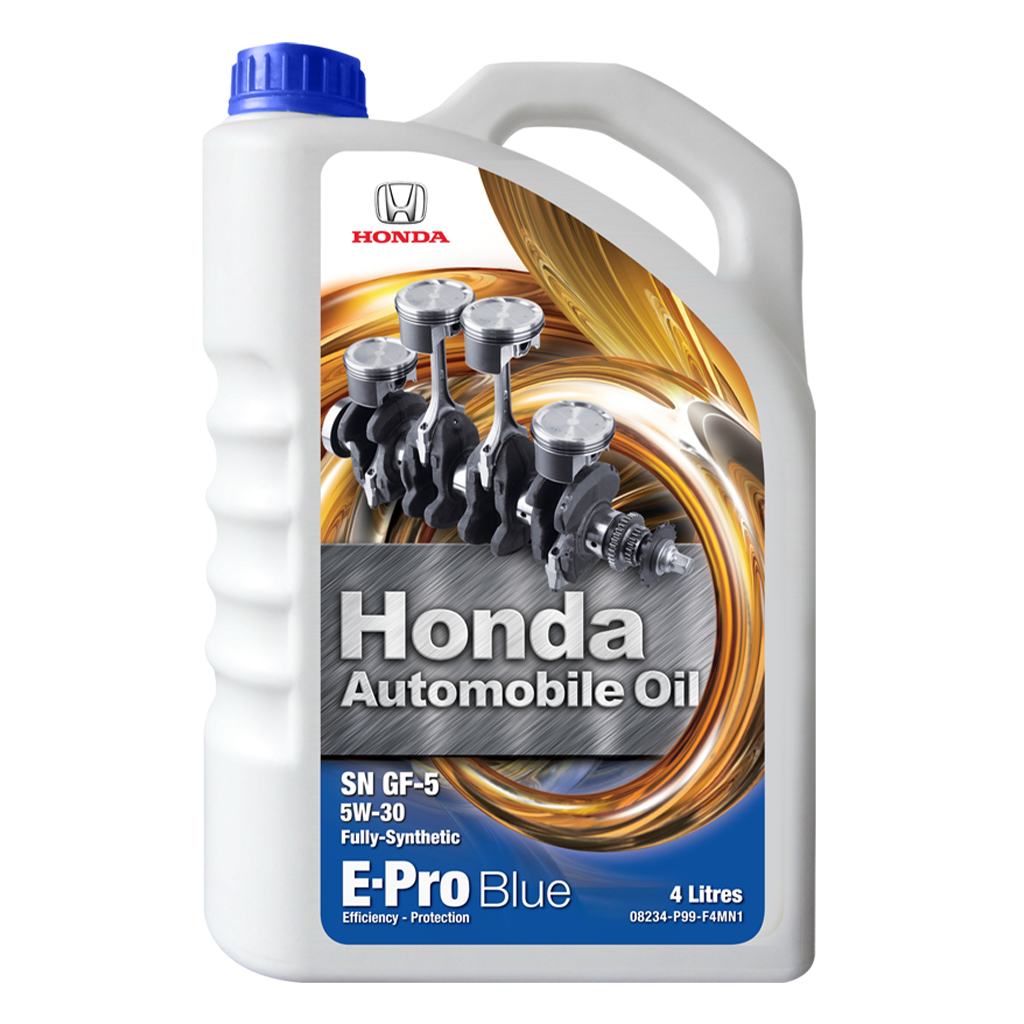 HONDA
Honda
Automobile Oil
SN GF-5
5W-30
Fully-Synthetic
E-Pro Blue
Efficiency - Protection
4 Litres
08234-P99-F4MN1